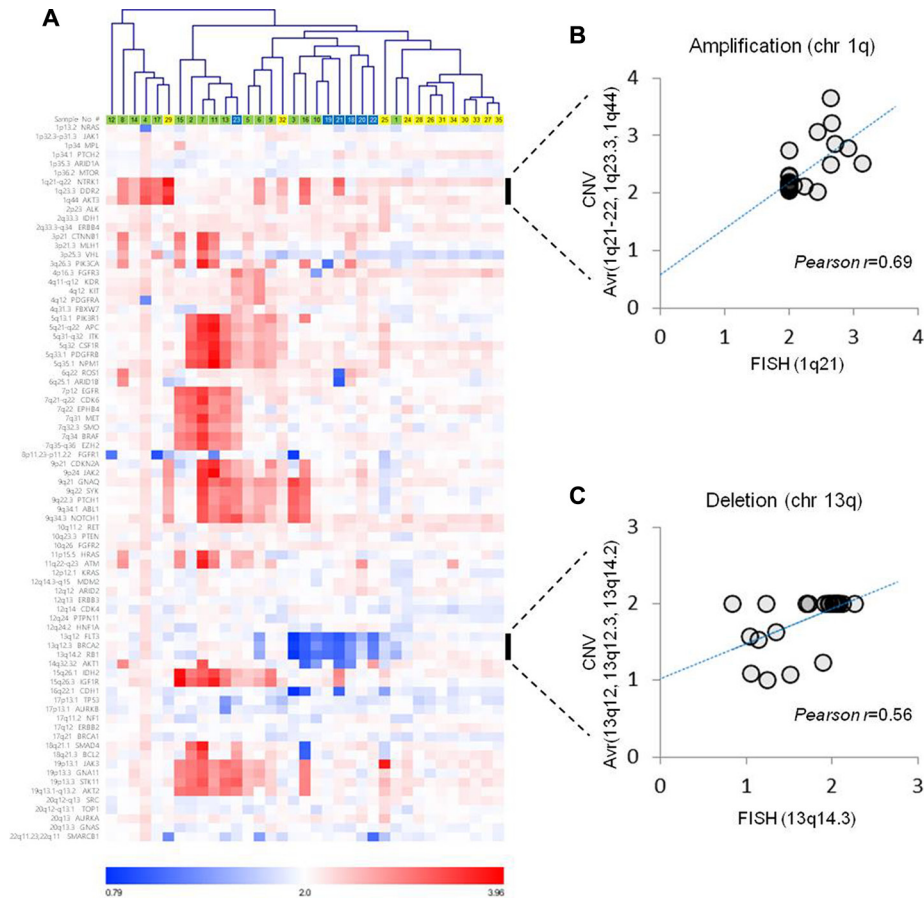 A
Sample No. # 12 8 14 4 17 29 15 2 7 11 13 23 5 6 9 32 3 16 10 19 21 18 20 22 25 1 24 28 26 31 34 30 33 27 35
1p13.2 NRAS
1p32.3-p31.3 JAK1
1p34 MPL
1p34.1 PTCH2
1p35.3 ARID1A
1p36.2 MTOR
1q21-q22 NTRK1
1q23.3 DDR2
1q44 AKT3
2p23 ALK
2q33.3 IDH1
2q33.3-q34 ERBB4
3p21 CTNNB1
3p21.3 MLH1
3p25.3 VHL
3q26.3 PIK3CA
4p16.3 FGFR3
4q11-q12 KDR
4q12 KIT
4q12 PDGFRA
4q31.3 FBXW7
5q13.1 PIK3R1
5q21-q22 APC
5q31-q32 ITK
5q32 CSF1R
5q33.1 PDGFRB
5q35.1 NPM1
6q22 ROS1
6q25.1 ARID1B
7p12 EGFR
7q21-q22 CDK6
7q22 EPHB4
7q31 MET
7q32.3 SMO
7q34 BRAF
7q35-q36 EZH2
8p11.23-p11.22 FGFR1
9p21 CDKN2A
9p24 JAK2
9q21 GNAQ
9q22 SYK
9q22.3 PTCH1
9q34.1 ABL1
9q34.3 NOTCH1
10q11.2 RET
10q23.3 PTEN
10q26 FGFR2
11p15.5 HRAS
11q22-q23 ATM
12p12.1 KRAS
12q14.3-q15 MDM2
12q12 ARID2
12q13 ERBB3
12q14 CDK4
12q24 PTPN11
12q24.2 HNF1A
13q12 FLT3
13q12.3 BRCA2
13q14.2 RB1
14q32.32 AKT1
15q26.1 IDH2
15q26.3 IGF1R
16q22.1 CDH1
17p13.1 TP53
17p13.1 AURKB
17q11.2 NF1
17q12 ERBB2
17q21 BRCA1
18q21.1 SMAD4
18q21.3 BCL2
19p13.1 JAK3
19p13.3 GNA11
19p13.3 STK11
19q13.1-q13.2 AKT2
20q12-q13 SRC
20q12-q13.1 TOP1
20q13 AURKA
20q13.3 GNAS
22q11.23;22q11 SMARCB1
0.79 2.0 3.96
B
Amplification (chr 1q)
CNV
Avr(1q21-22, 1q23.3, 1q44)
4
3
2
1
0
Pearson r=0.69
0 1 2 3 4
FISH (1q21)
C
Deletion (chr 13q)
CNV
Avr(13q12, 13q12.3, 13q14.2)
3
2
1
0
Pearson r=0.56
0 1 2 3
FISH (13q14.3)